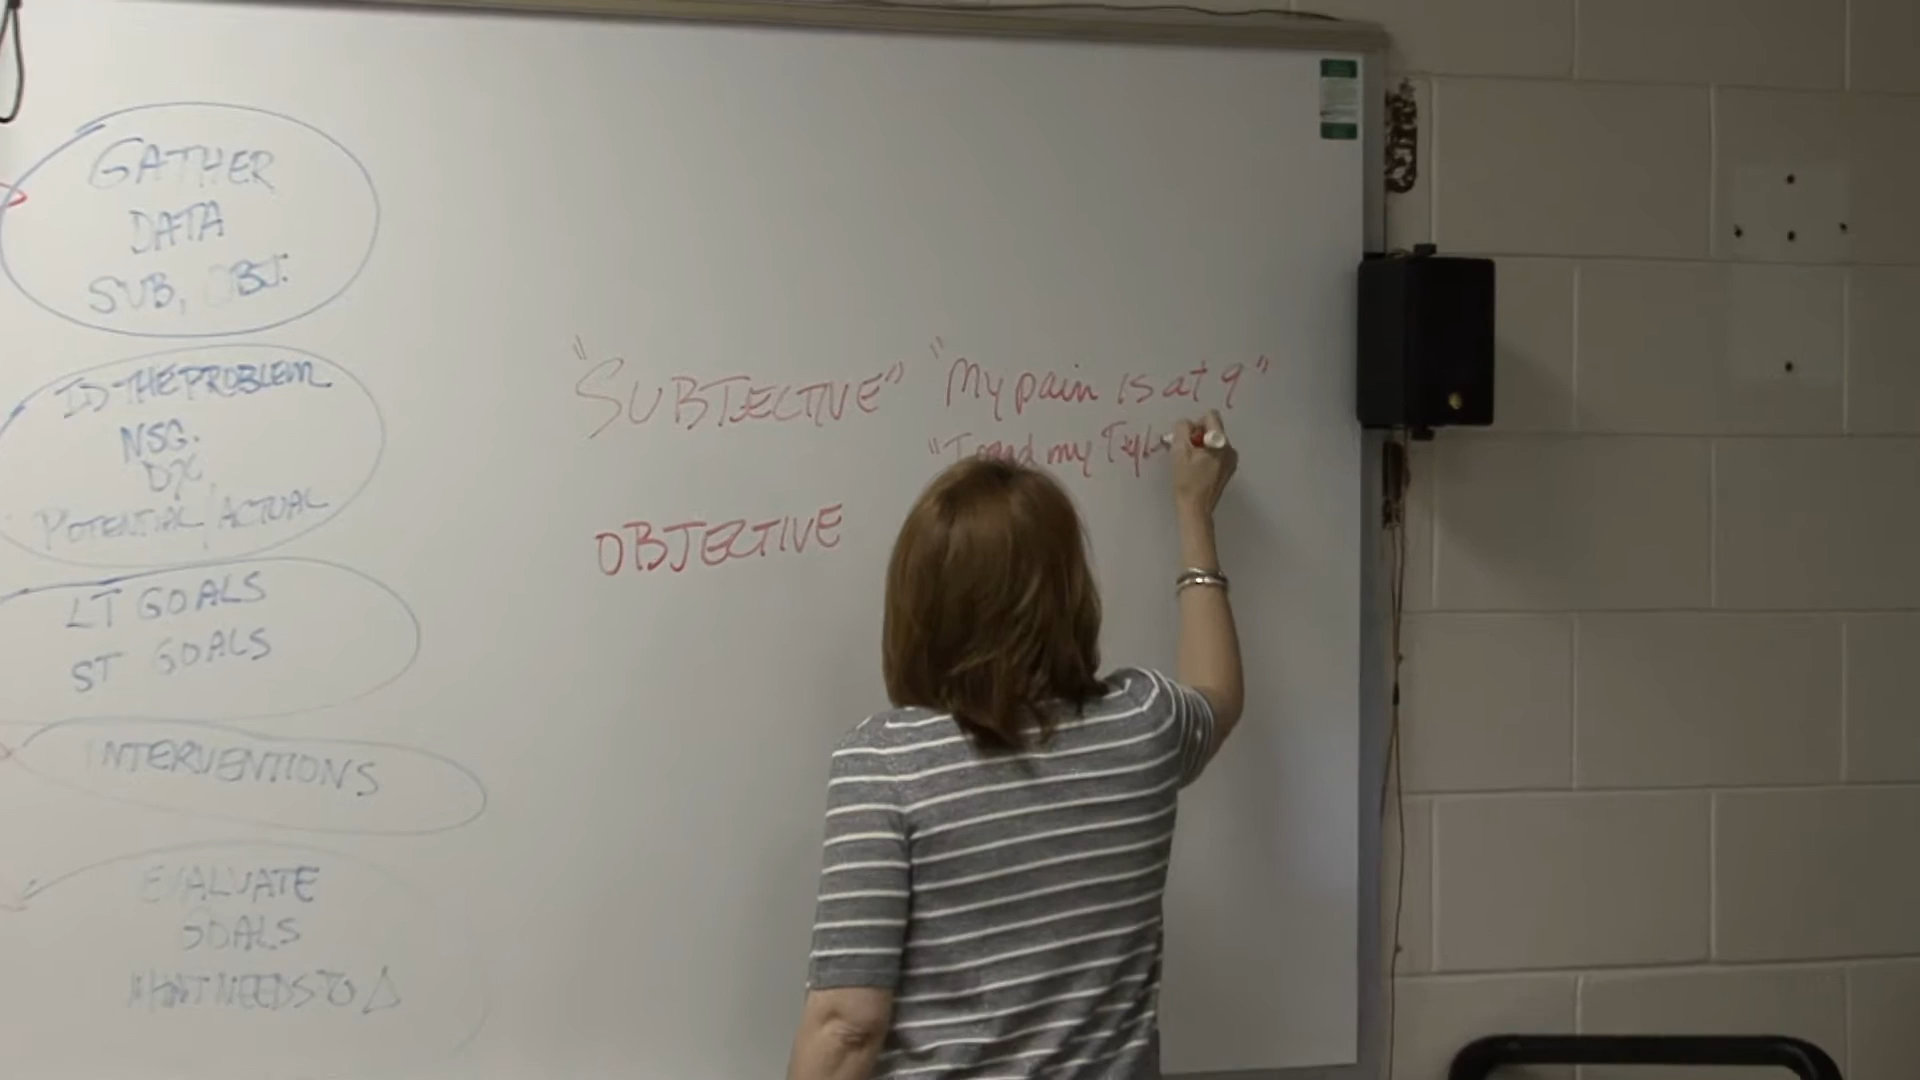 GATHER
DATA
SUB, OBJ.
ID THE PROBLEM
NSG.
DX.
POTENTIAL/ACTUAL
LT GOALS
ST GOALS
INTERVENTIONS
EVALUATE
GOALS
WHAT NEEDS TO Δ
"SUBJECTIVE" "My pain is at 9"
my Tyl
OBJECTIVE